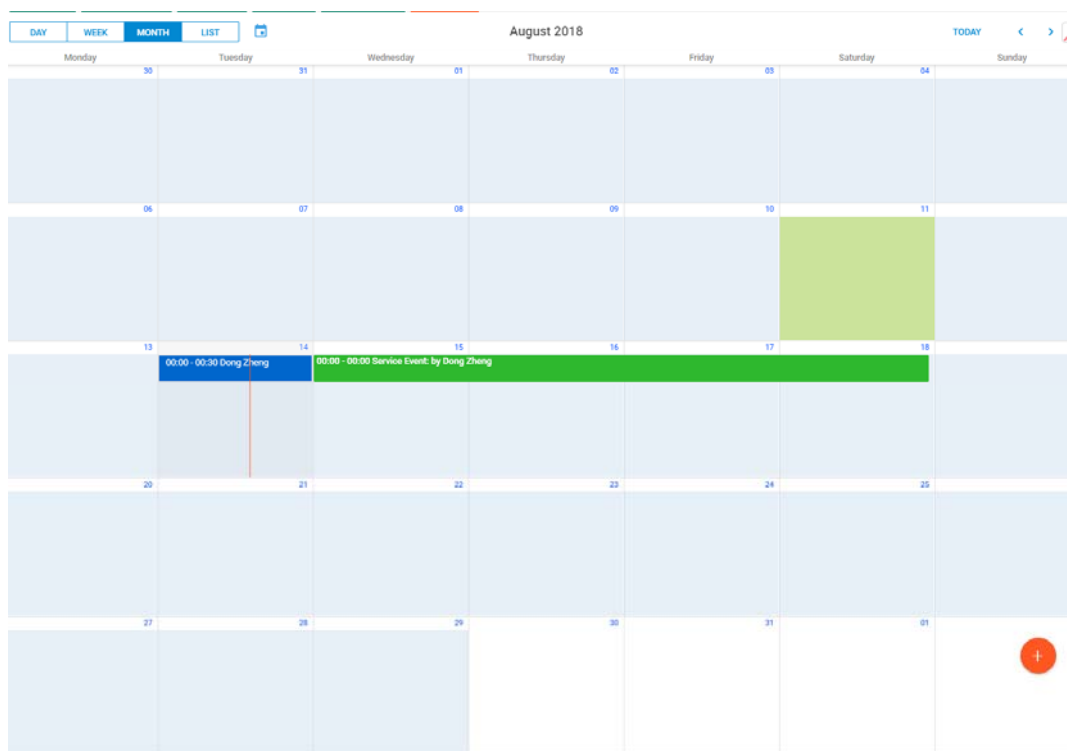 DAY WEEK MONTH LIST August 2018 TODAY
Monday Tuesday Wednesday Thursday Friday Saturday Sunday
30 31 01 02 03 04
06 07 08 09 10 11
13 14 15 16 17 18
00:00 - 00:30 Dong Zheng 00:00 - 00:00 Service Event: by Dong Zheng
20 21 22 23 24 25
27 28 29 30 31 01
+